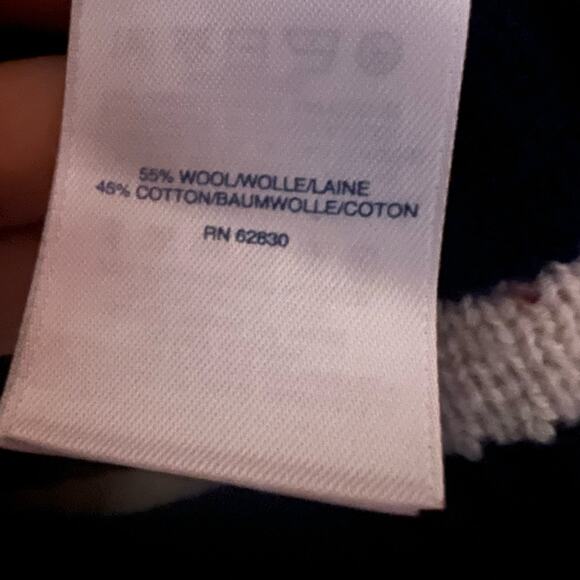 55% WOOL/WOLLE/LAINE
45% COTTON/BAUMWOLLE/COTON
RN 62830